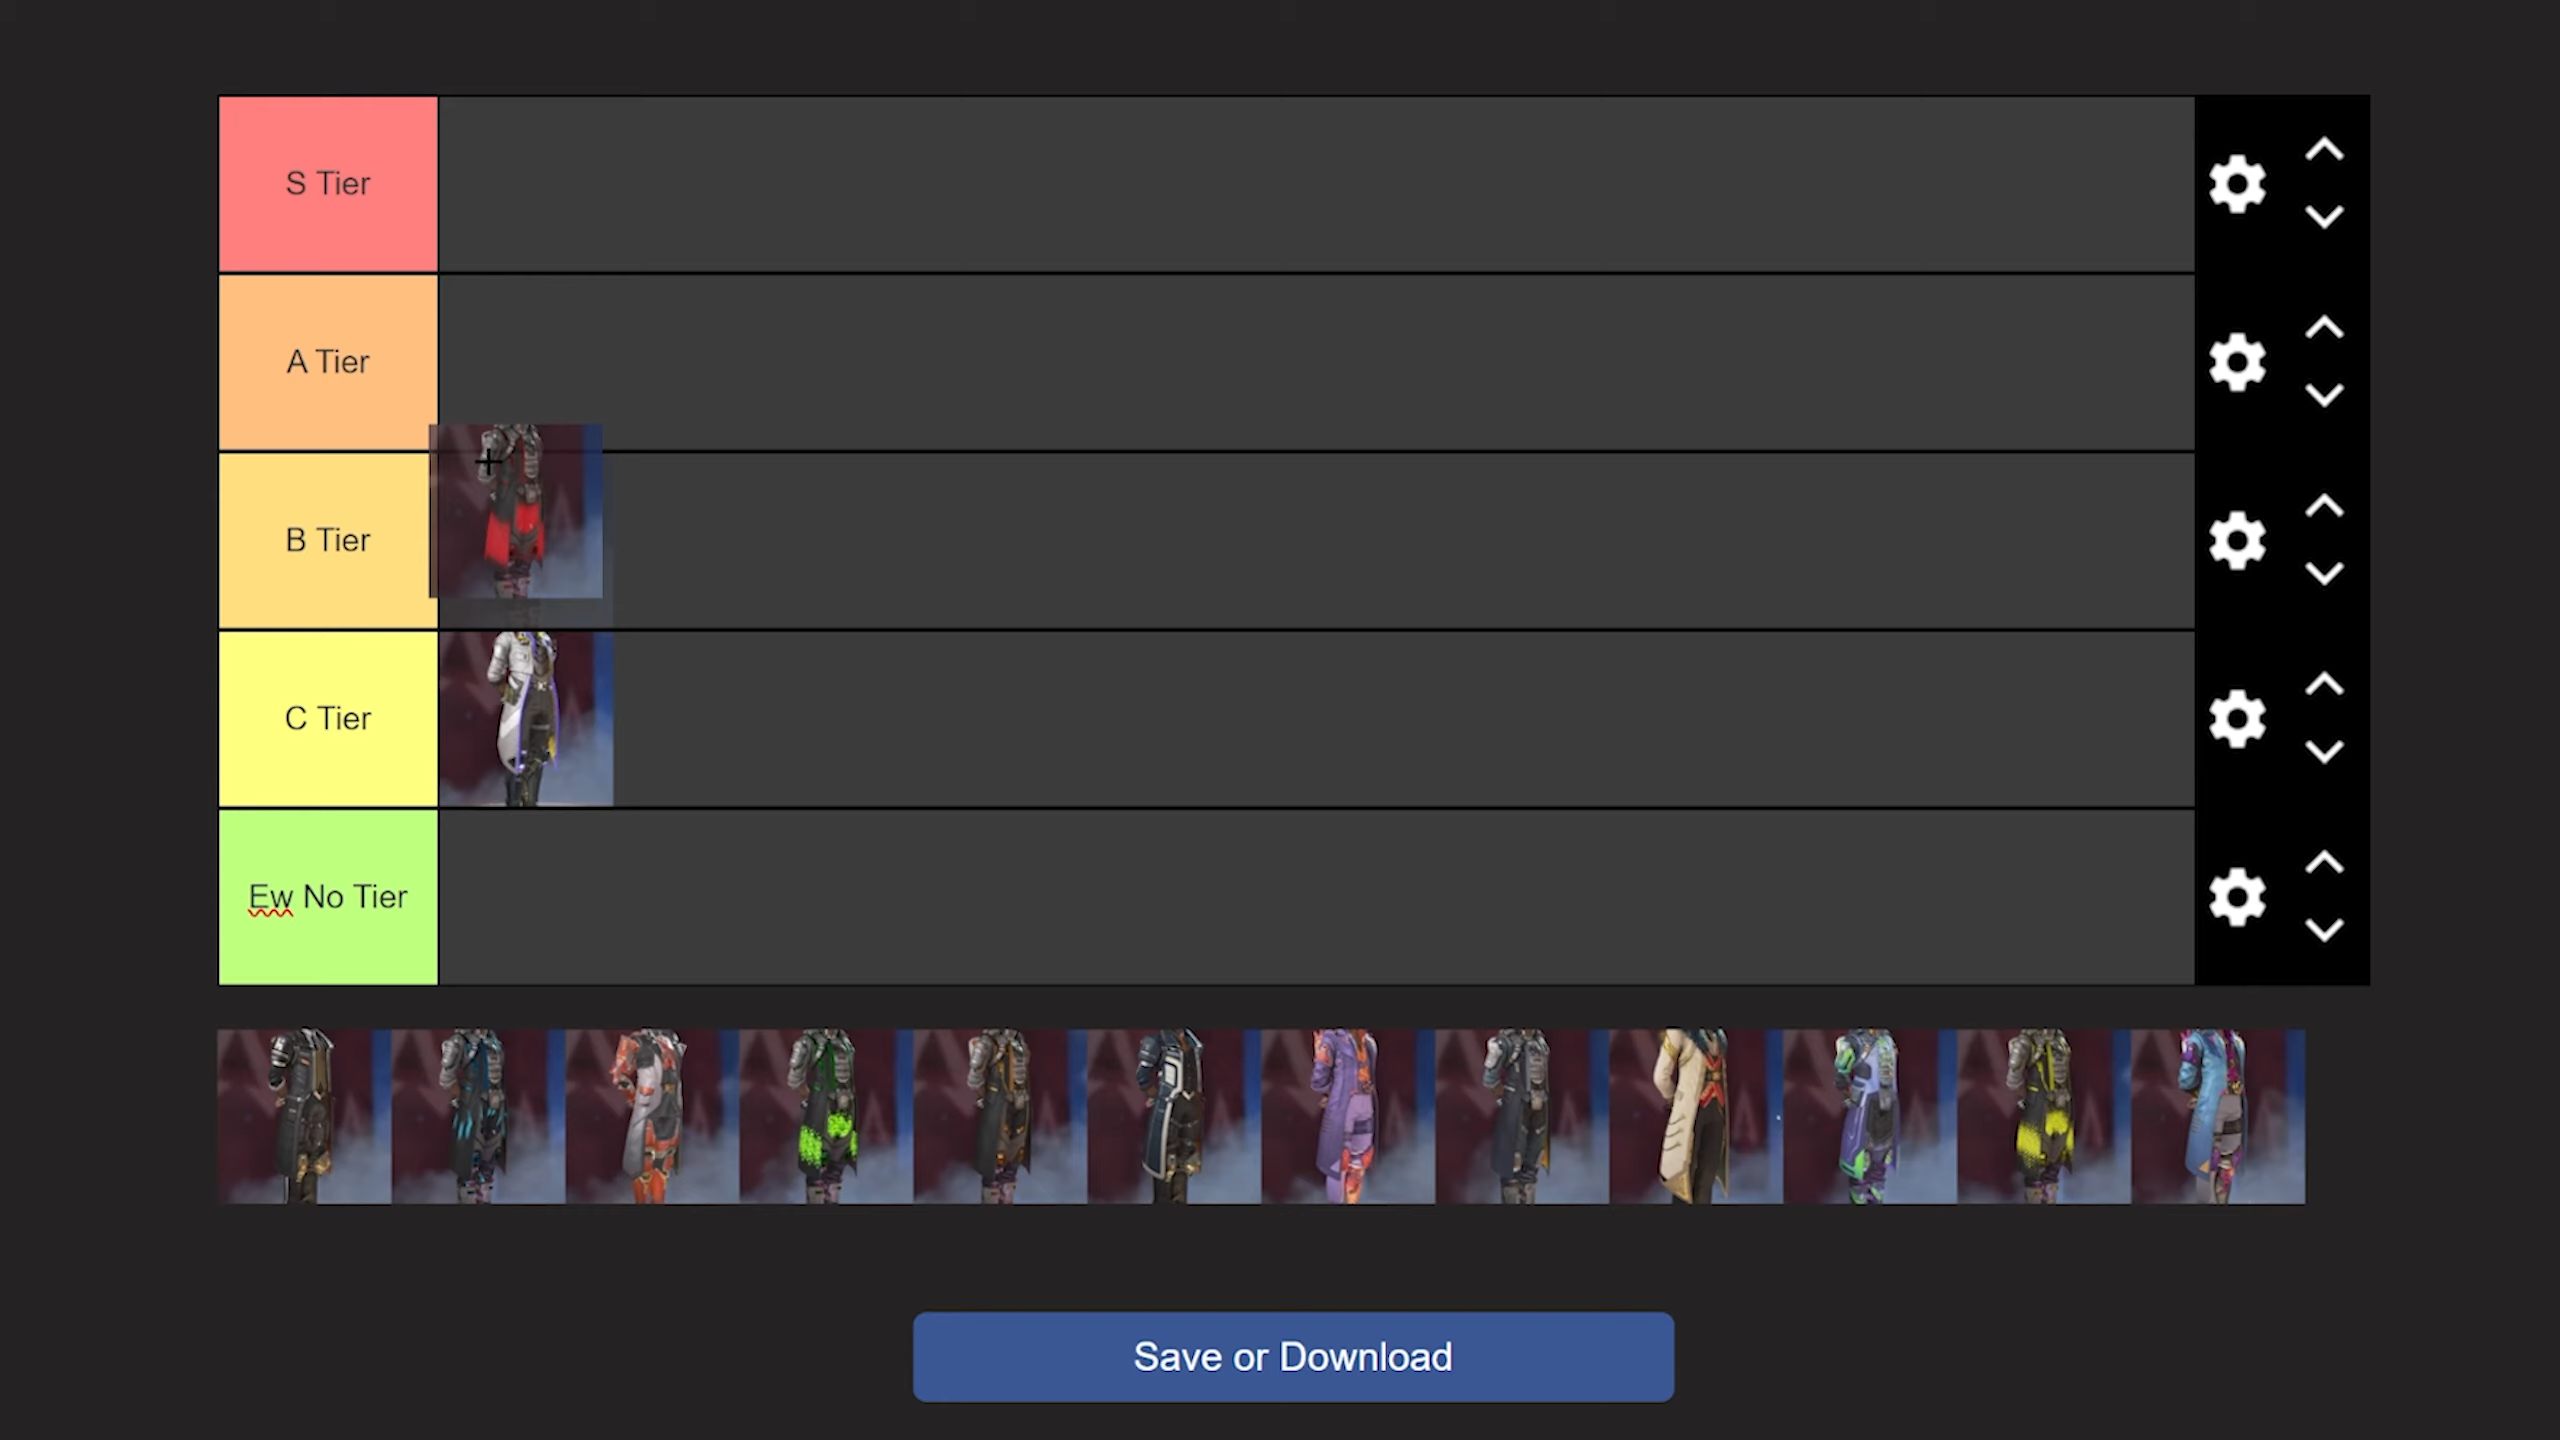 S Tier
A Tier
B Tier
C Tier
Ew No Tier
Save or Download